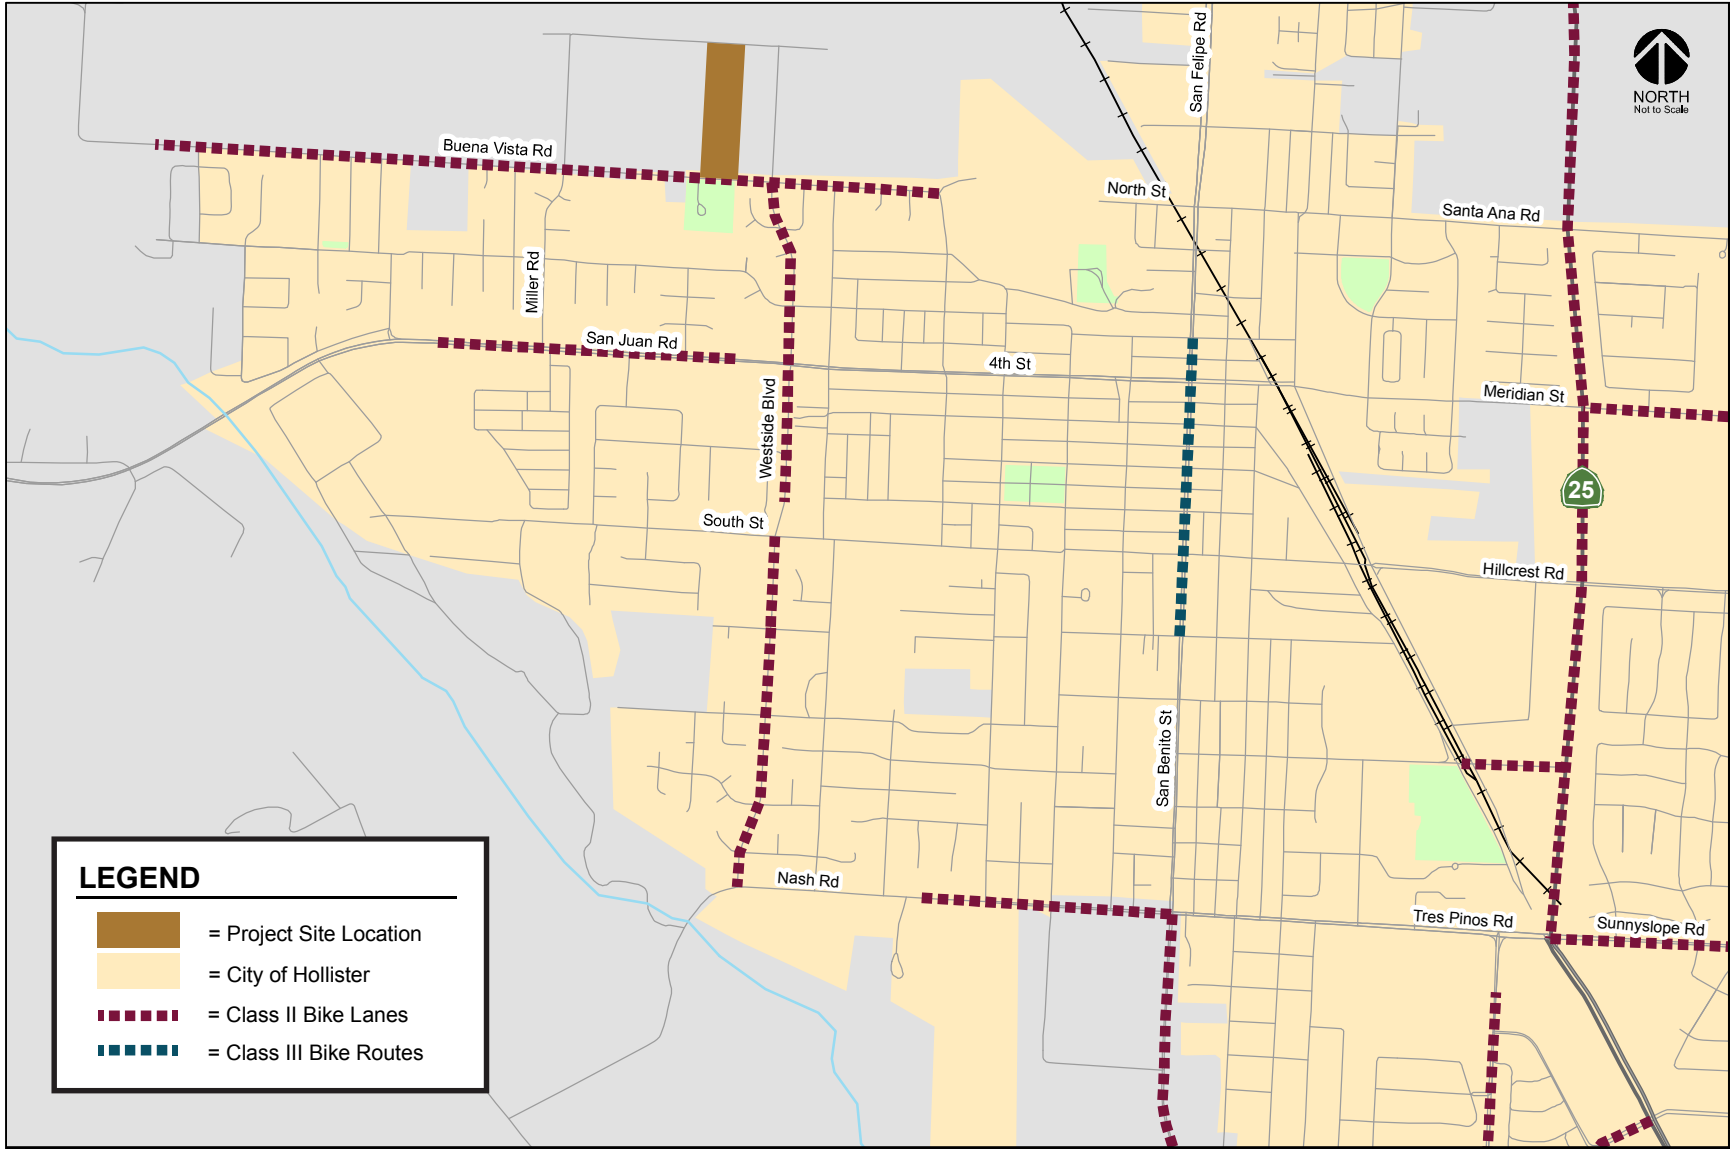 San Felipe Rd
NORTH
Not to Scale
Buena Vista Rd
North St
Santa Ana Rd
Miller Rd
San Juan Rd
4th St
Meridian St
Westside Blvd
25
South St
Hillcrest Rd
San Benito St
Nash Rd
Tres Pinos Rd
Sunnyslope Rd
LEGEND
= Project Site Location
= City of Hollister
= Class II Bike Lanes
= Class III Bike Routes